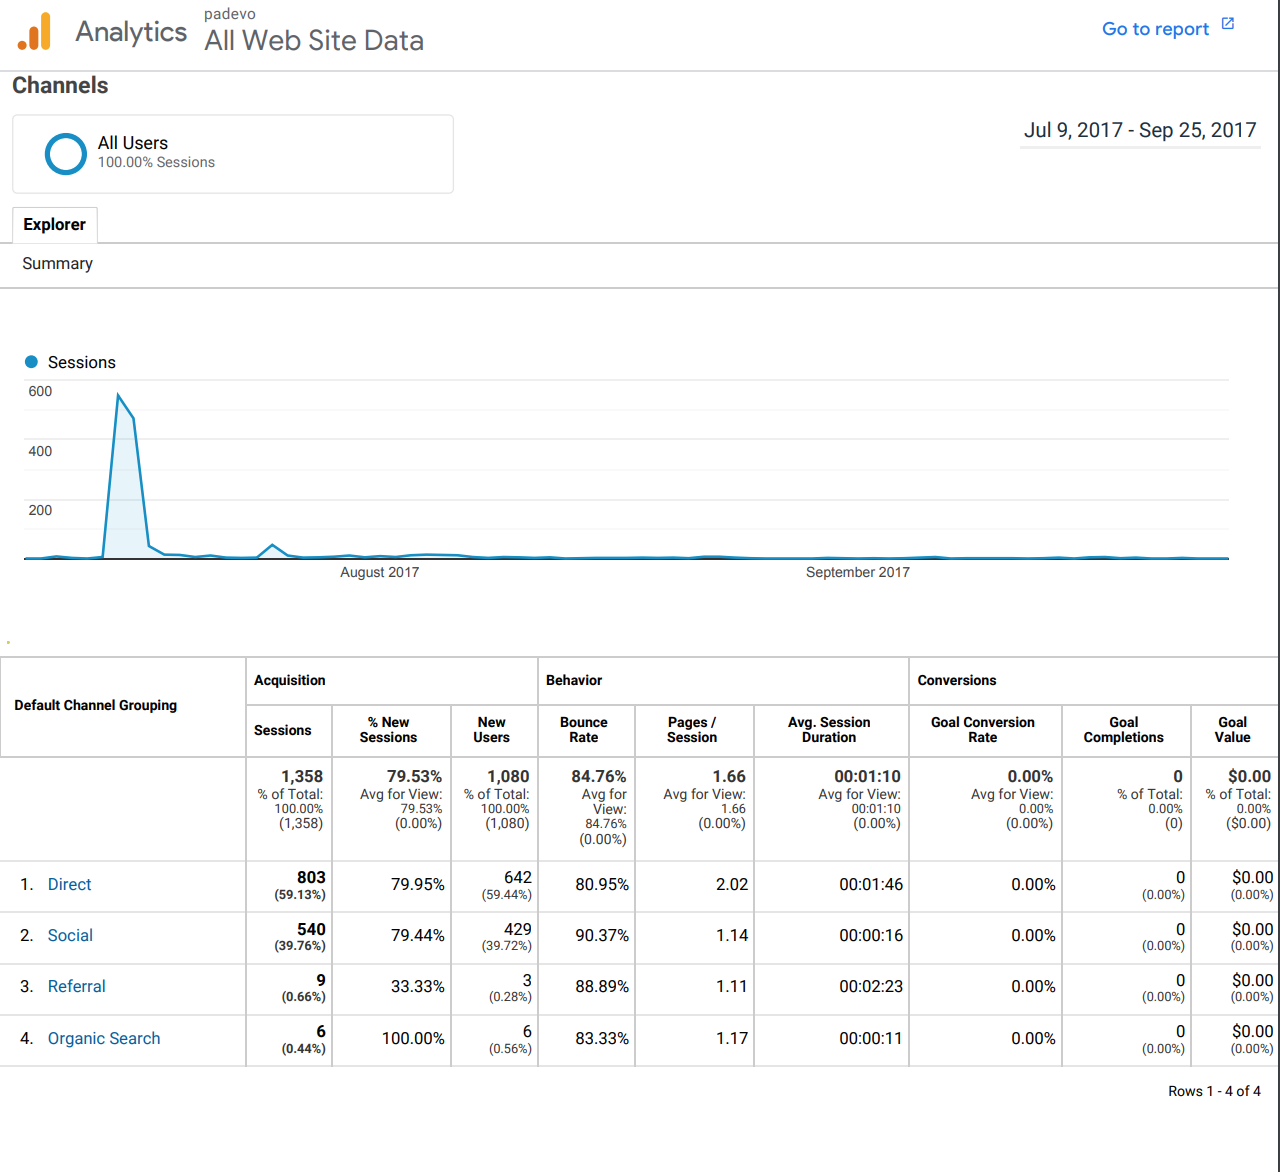 Analytics
padevo
All Web Site Data
Go to report
Channels
All Users
100.00% Sessions
Jul 9, 2017 - Sep 25, 2017
Explorer
Summary
Sessions
600
400
200
August 2017
September 2017
Default Channel Grouping
Acquisition
Behavior
Conversions
Sessions
% New
Sessions
New
Users
Bounce
Rate
Pages /
Session
Avg. Session
Duration
Goal Conversion
Rate
Goal
Completions
Goal
Value
1,358
% of Total:
100.00%
(1,358)
79.53%
Avg for View:
79.53%
(0.00%)
1,080
% of Total:
100.00%
(1,080)
84.76%
Avg for
View:
84.76%
(0.00%)
1.66
Avg for View:
1.66
(0.00%)
00:01:10
Avg for View:
00:01:10
(0.00%)
0.00%
Avg for View:
0.00%
(0.00%)
0
% of Total:
0.00%
(0)
$0.00
% of Total:
0.00%
($0.00)
1. Direct
803
(59.13%)
79.95%
642
(59.44%)
80.95%
2.02
00:01:46
0.00%
0
(0.00%)
$0.00
(0.00%)
2. Social
540
(39.76%)
79.44%
429
(39.72%)
90.37%
1.14
00:00:16
0.00%
0
(0.00%)
$0.00
(0.00%)
3. Referral
9
(0.66%)
33.33%
3
(0.28%)
88.89%
1.11
00:02:23
0.00%
0
(0.00%)
$0.00
(0.00%)
4. Organic Search
6
(0.44%)
100.00%
6
(0.56%)
83.33%
1.17
00:00:11
0.00%
0
(0.00%)
$0.00
(0.00%)
Rows 1 - 4 of 4